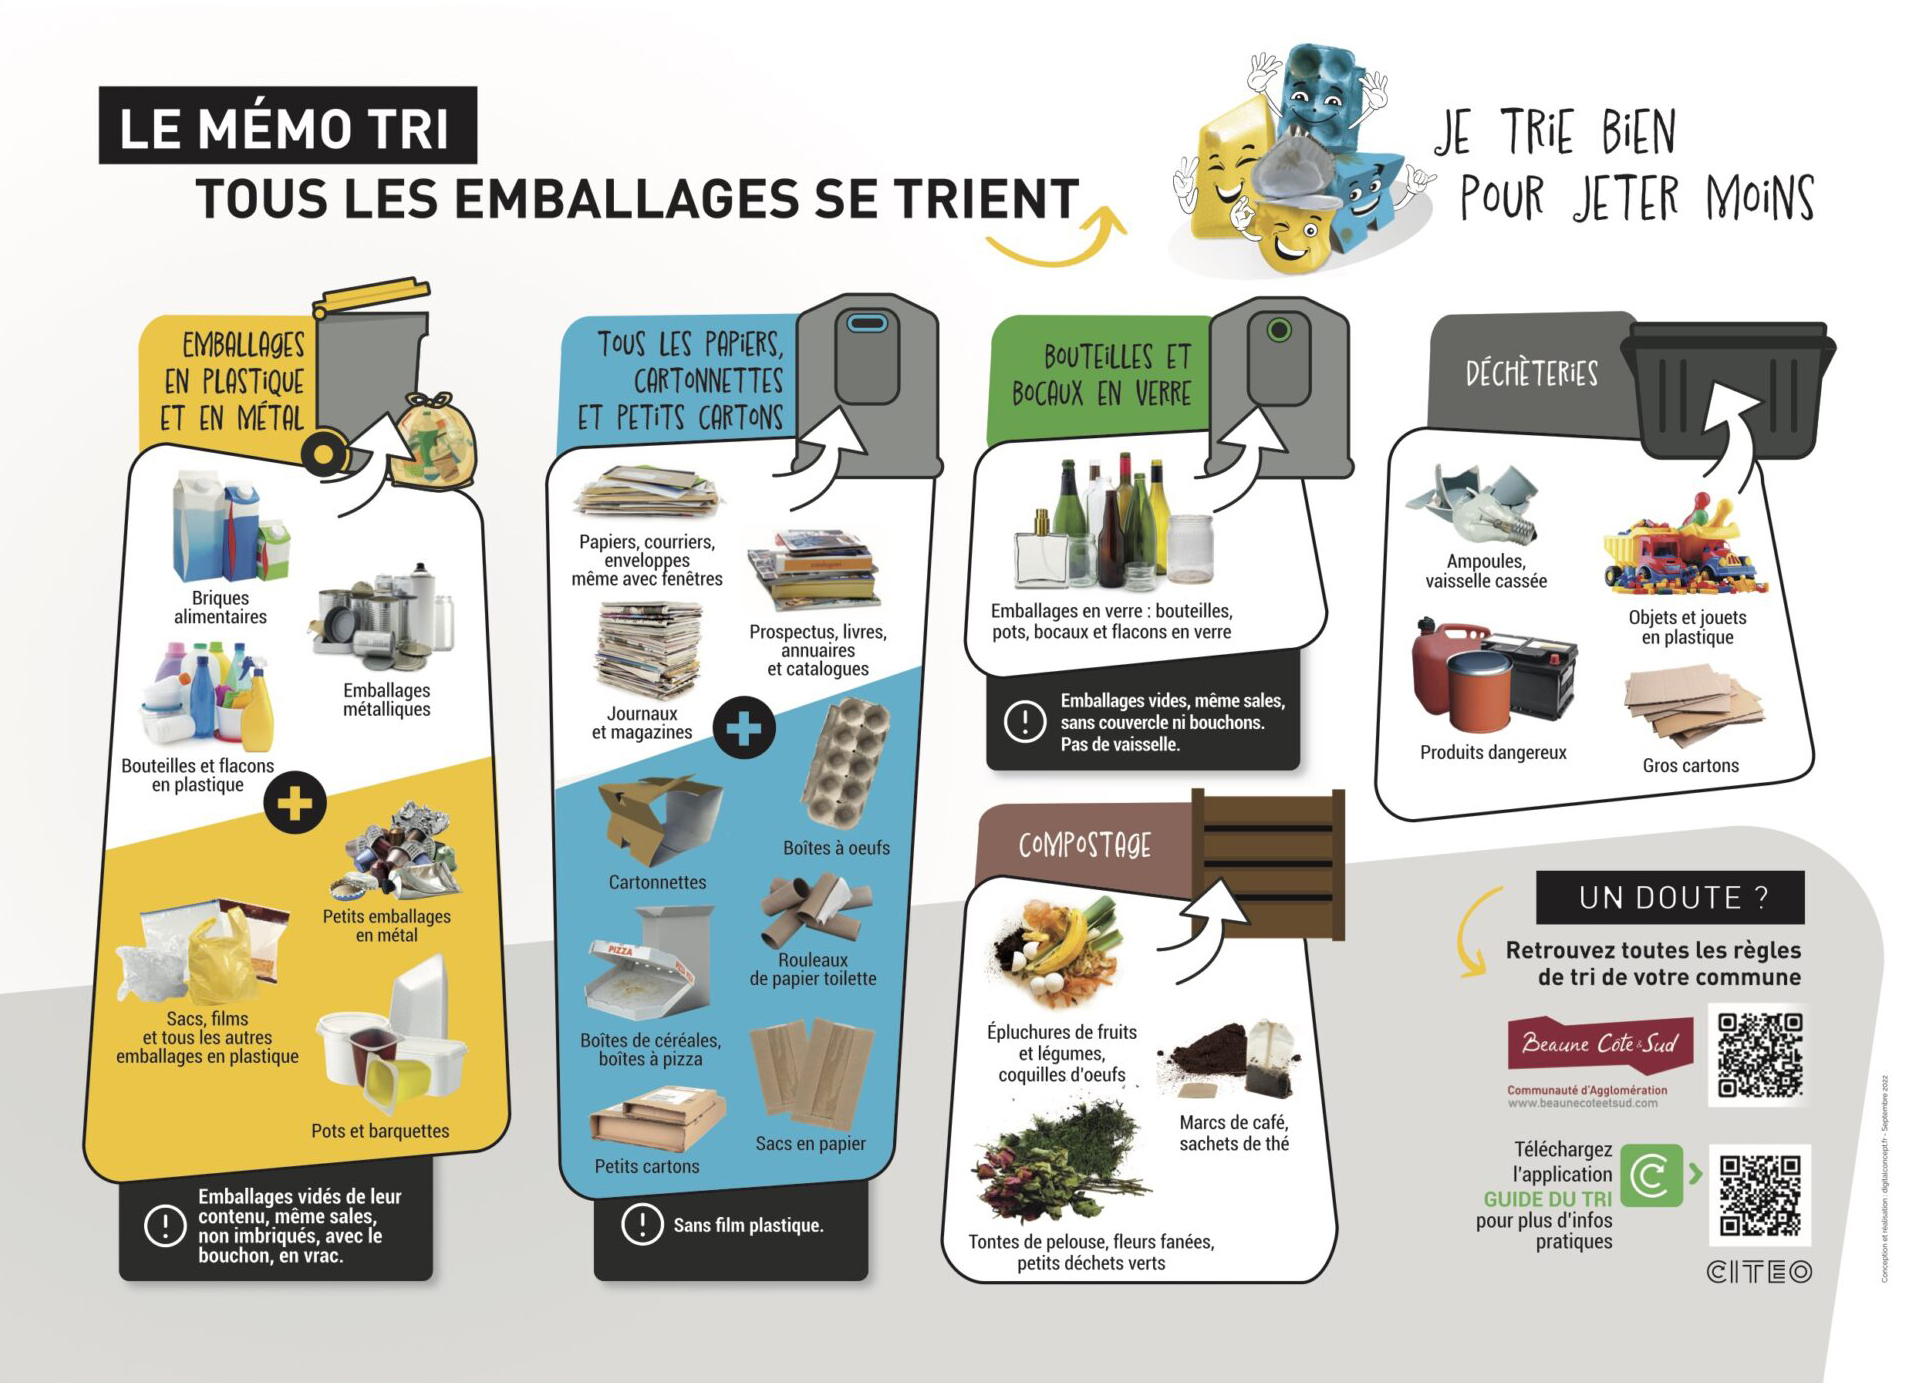 LE MÉMO TRI
TOUS LES EMBALLAGES SE TRIENT
JE TRIE BIEN
POUR JETER MOINS
EMBALLAGES
EN PLASTIQUE
ET EN MÉTAL
Briques
alimentaires
Emballages
métalliques
Bouteilles et flacons
en plastique
Petits emballages
en métal
Sacs, films
et tous les autres
emballages en plastique
Pots et barquettes
Emballages vidés de leur
contenu, même sales,
non imbriqués, avec le
bouchon, en vrac.
TOUS LES PAPIERS,
CARTONNETTES
ET PETITS CARTONS
Papiers, courriers,
enveloppes
même avec fenêtres
Prospectus, livres,
annuaires
et catalogues
Journaux
et magazines
Boîtes à oeufs
Cartonnettes
PIZZA
Rouleaux
de papier toilette
Boîtes de céréales,
boîtes à pizza
Sacs en papier
Petits cartons
Sans film plastique.
BOUTEILLES ET
BOCAUX EN VERRE
Emballages en verre : bouteilles,
pots, bocaux et flacons en verre
Emballages vides, même sales,
sans couvercle ni bouchons.
Pas de vaisselle.
COMPOSTAGE
Épluchures de fruits
et légumes,
coquilles d'oeufs
Marcs de café,
sachets de thé
Tontes de pelouse, fleurs fanées,
petits déchets verts
DÉCHÈTERIES
Ampoules,
vaisselle cassée
Objets et jouets
en plastique
Produits dangereux
Gros cartons
UN DOUTE ?
Retrouvez toutes les règles
de tri de votre commune
Beaune Côte & Sud
Communauté d'Agglomération
www.beaunecoteetsud.com
Téléchargez
l'application
GUIDE DU TRI
pour plus d'infos
pratiques
CITEO
Conception et réalisation : digitalconcept.fr - Septembre 2022